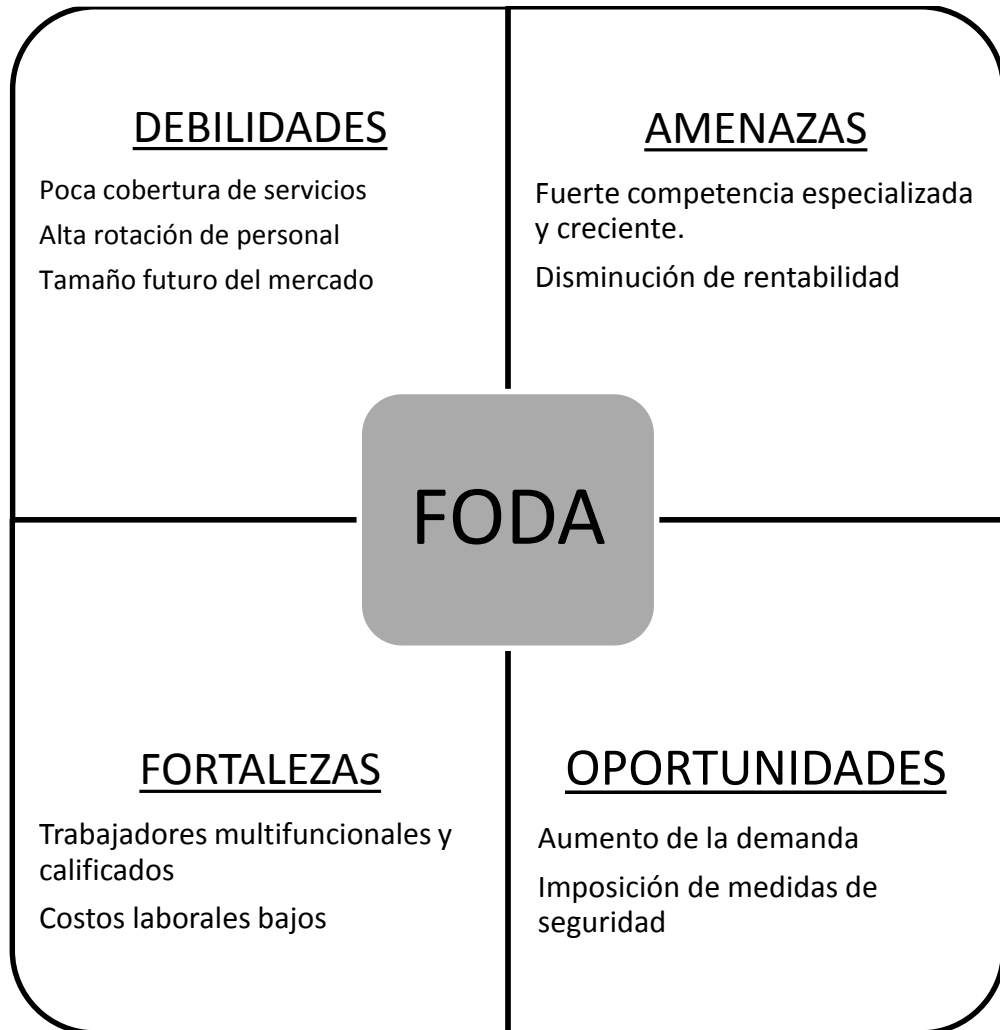 DEBILIDADES
Poca cobertura de servicios
Alta rotación de personal
Tamaño futuro del mercado
AMENAZAS
Fuerte competencia especializada
y creciente.
Disminución de rentabilidad
FODA
FORTALEZAS
Trabajadores multifuncionales y
calificados
Costos laborales bajos
OPORTUNIDADES
Aumento de la demanda
Imposición de medidas de
seguridad